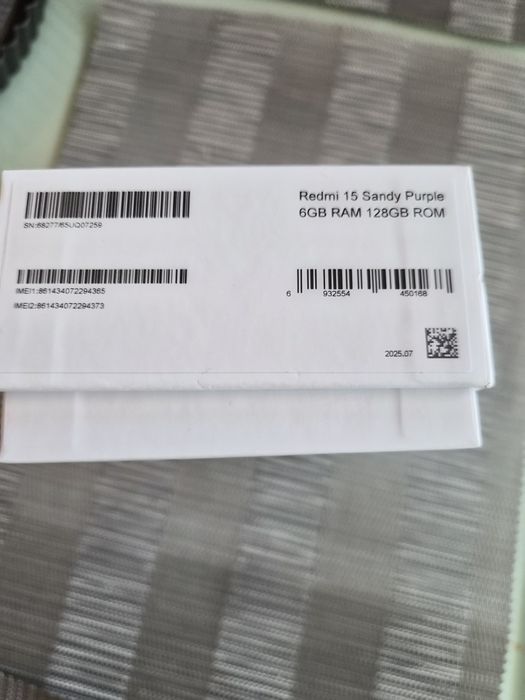 Redmi 15 Sandy Purple
6GB RAM 128GB ROM
SN:68277/65UQ07259
IMEI1:861434072294365
IMEI2:861434072294373
6 932554 450168
2025.07